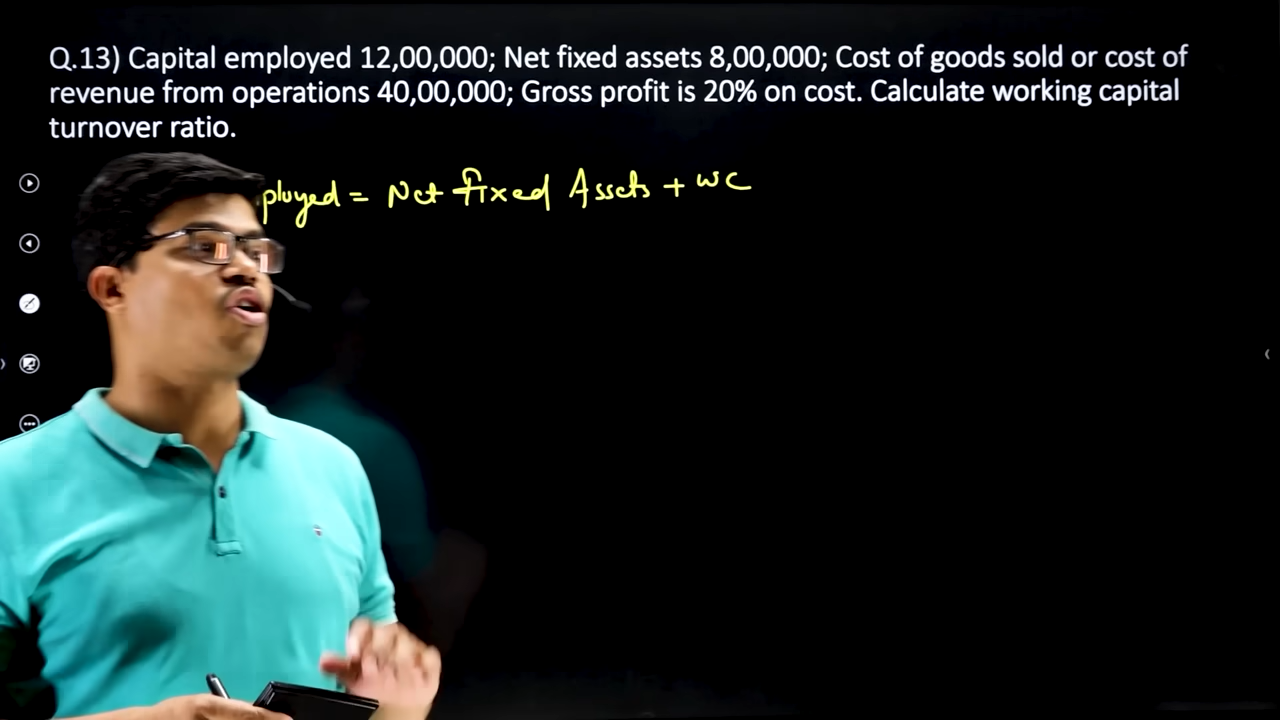 Q.13) Capital employed 12,00,000; Net fixed assets 8,00,000; Cost of goods sold or cost of
revenue from operations 40,00,000; Gross profit is 20% on cost. Calculate working capital
turnover ratio.
ployed = Net Fixed Assets + WC